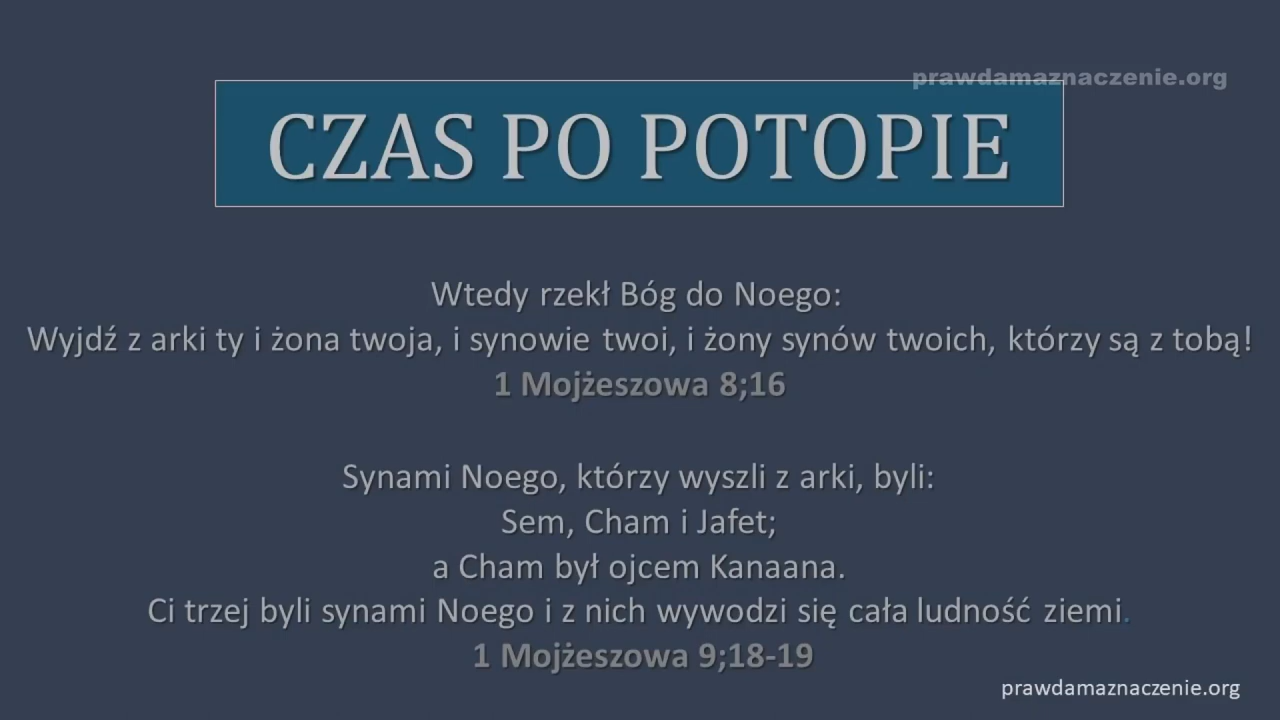 prawdamaznaczenie.org
CZAS PO POTOPIE
Wtedy rzekł Bóg do Noego:
Wyjdź z arki ty i żona twoja, i synowie twoi, i żony synów twoich, którzy są z tobą!
1 Mojżeszowa 8;16
Synami Noego, którzy wyszli z arki, byli:
Sem, Cham i Jafet;
a Cham był ojcem Kanaana.
Ci trzej byli synami Noego i z nich wywodzi się cała ludność ziemi.
1 Mojżeszowa 9;18-19
prawdamaznaczenie.org